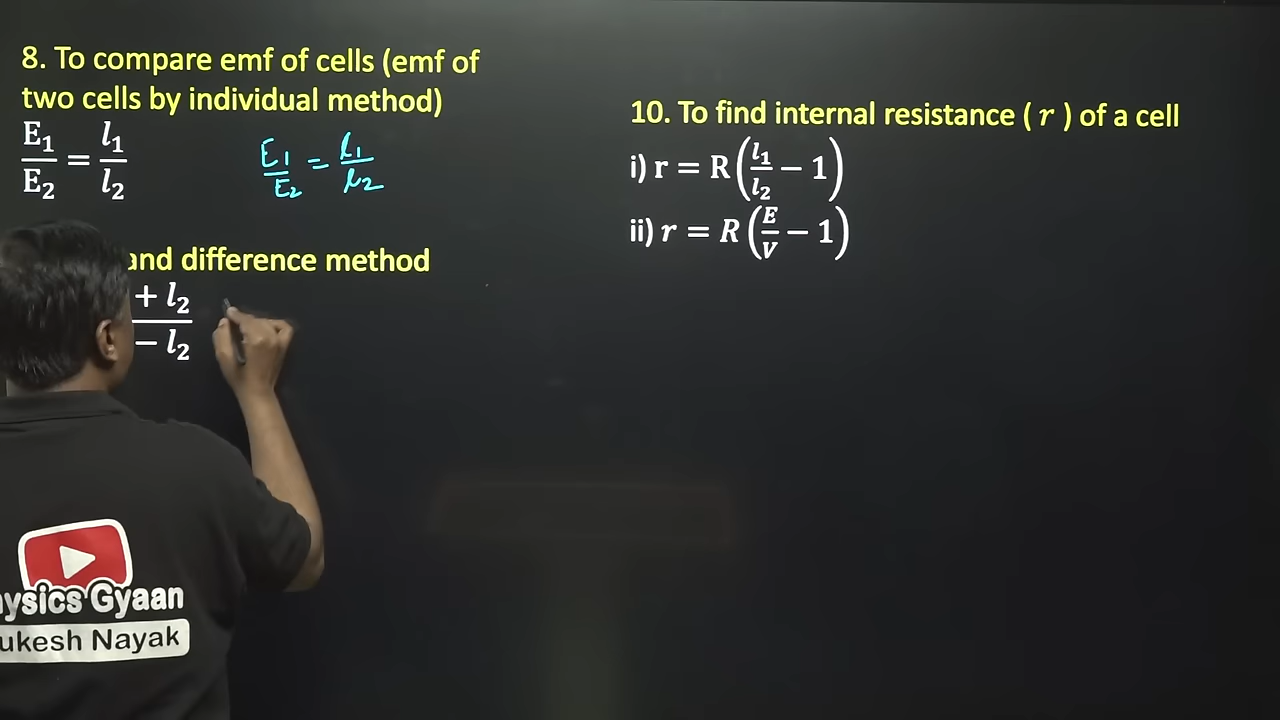 8. To compare emf of cells (emf of
two cells by individual method)
E₁/E₂ = l₁/l₂
E₁/E₂ = l₁/l₂
and difference method
+ l₂
− l₂
10. To find internal resistance ( r ) of a cell
i) r = R(l₁/l₂ − 1)
ii) r = R(E/V − 1)
ysics Gyaan
ukesh Nayak